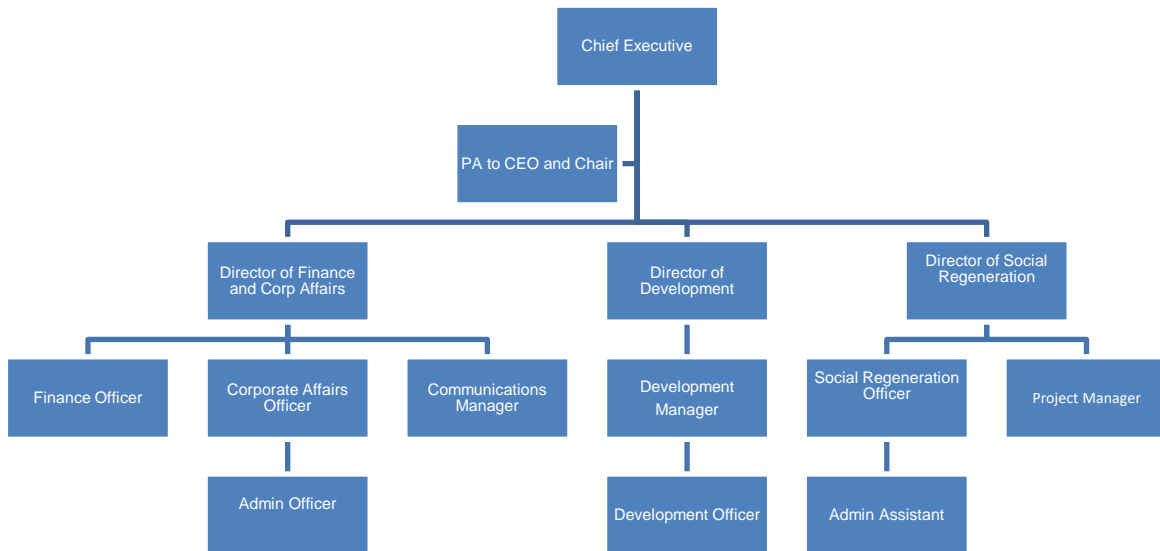 Chief Executive
PA to CEO and Chair
Director of Finance
and Corp Affairs
Director of
Development
Director of Social
Regeneration
Finance Officer
Corporate Affairs
Officer
Communications
Manager
Development
Manager
Social Regeneration
Officer
Project Manager
Admin Officer
Development Officer
Admin Assistant